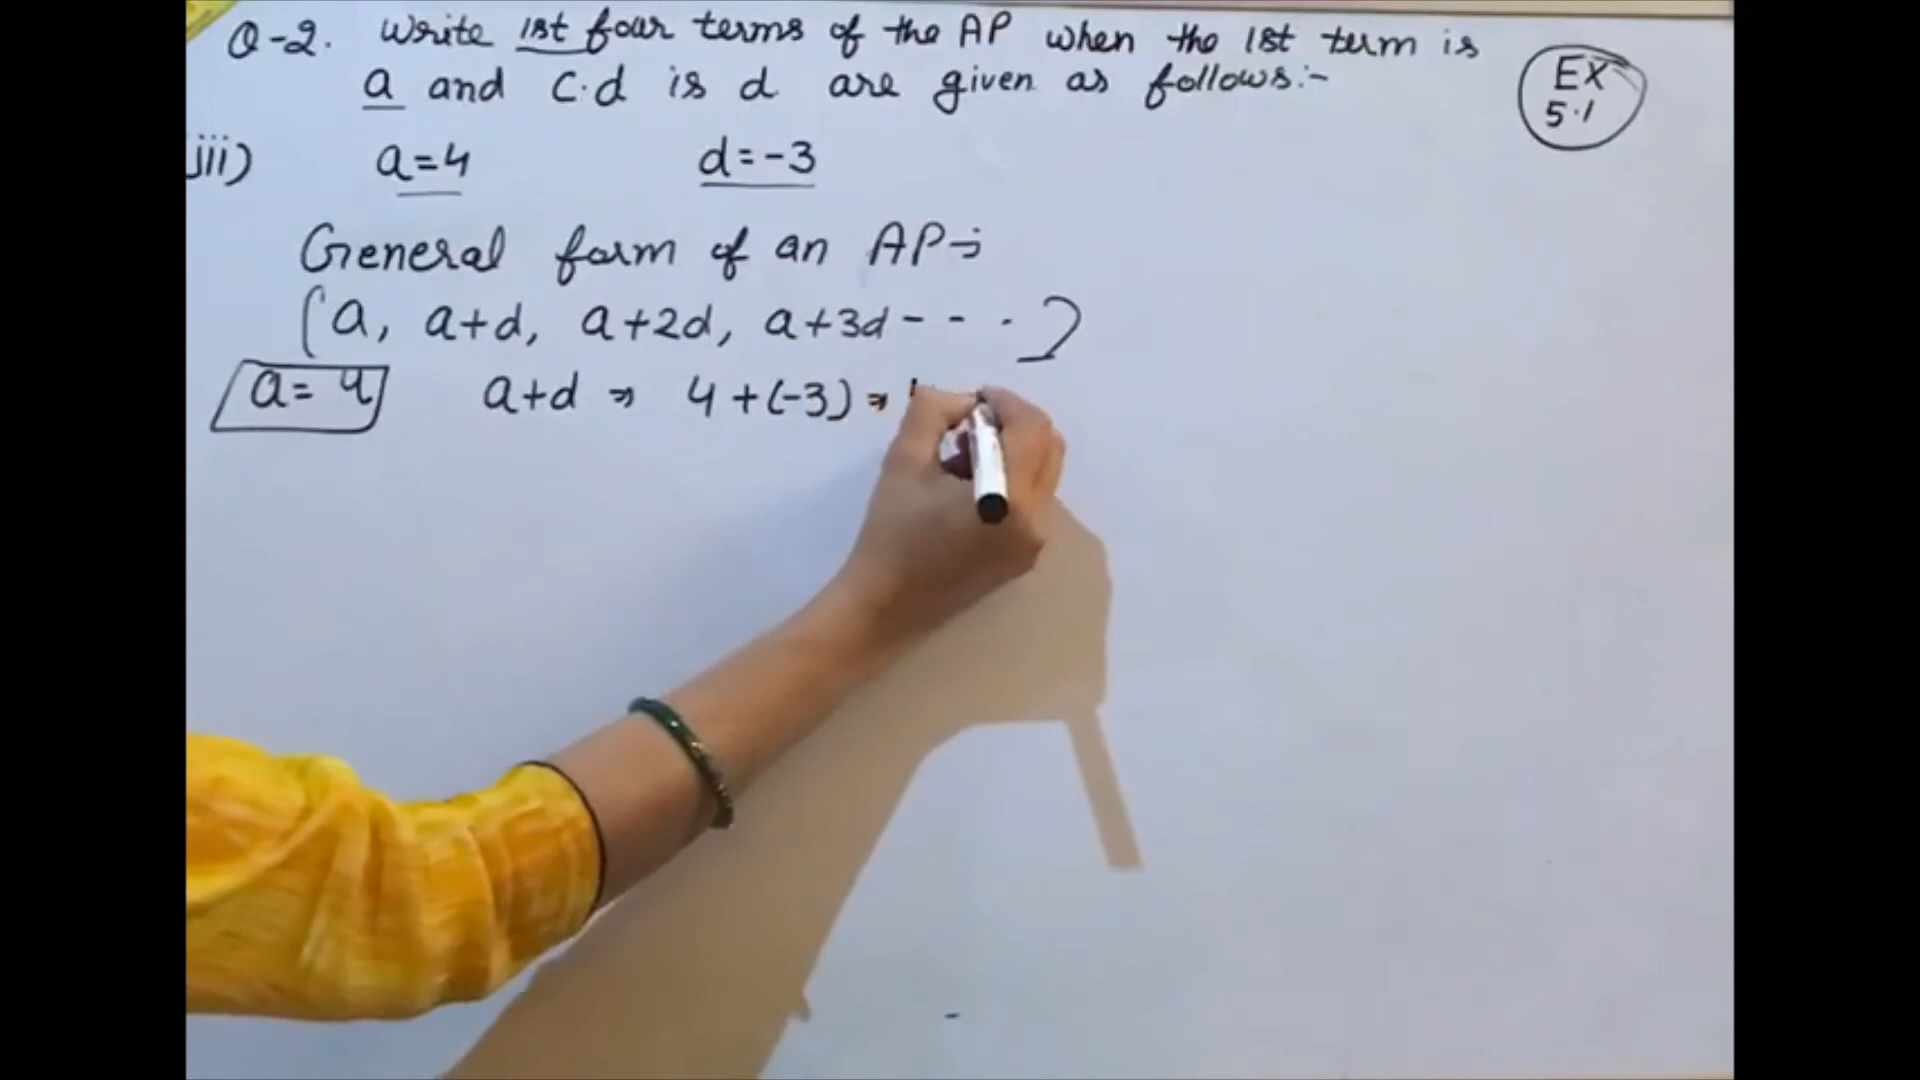 Q-2. Write 1st four terms of the AP when the 1st term is
a and C.d is d are given as follows:-
EX
5.1
iii) a=4 d=-3
General form of an AP:-
(a, a+d, a+2d, a+3d - - - )
a=4 a+d ⇒ 4+(-3) ⇒